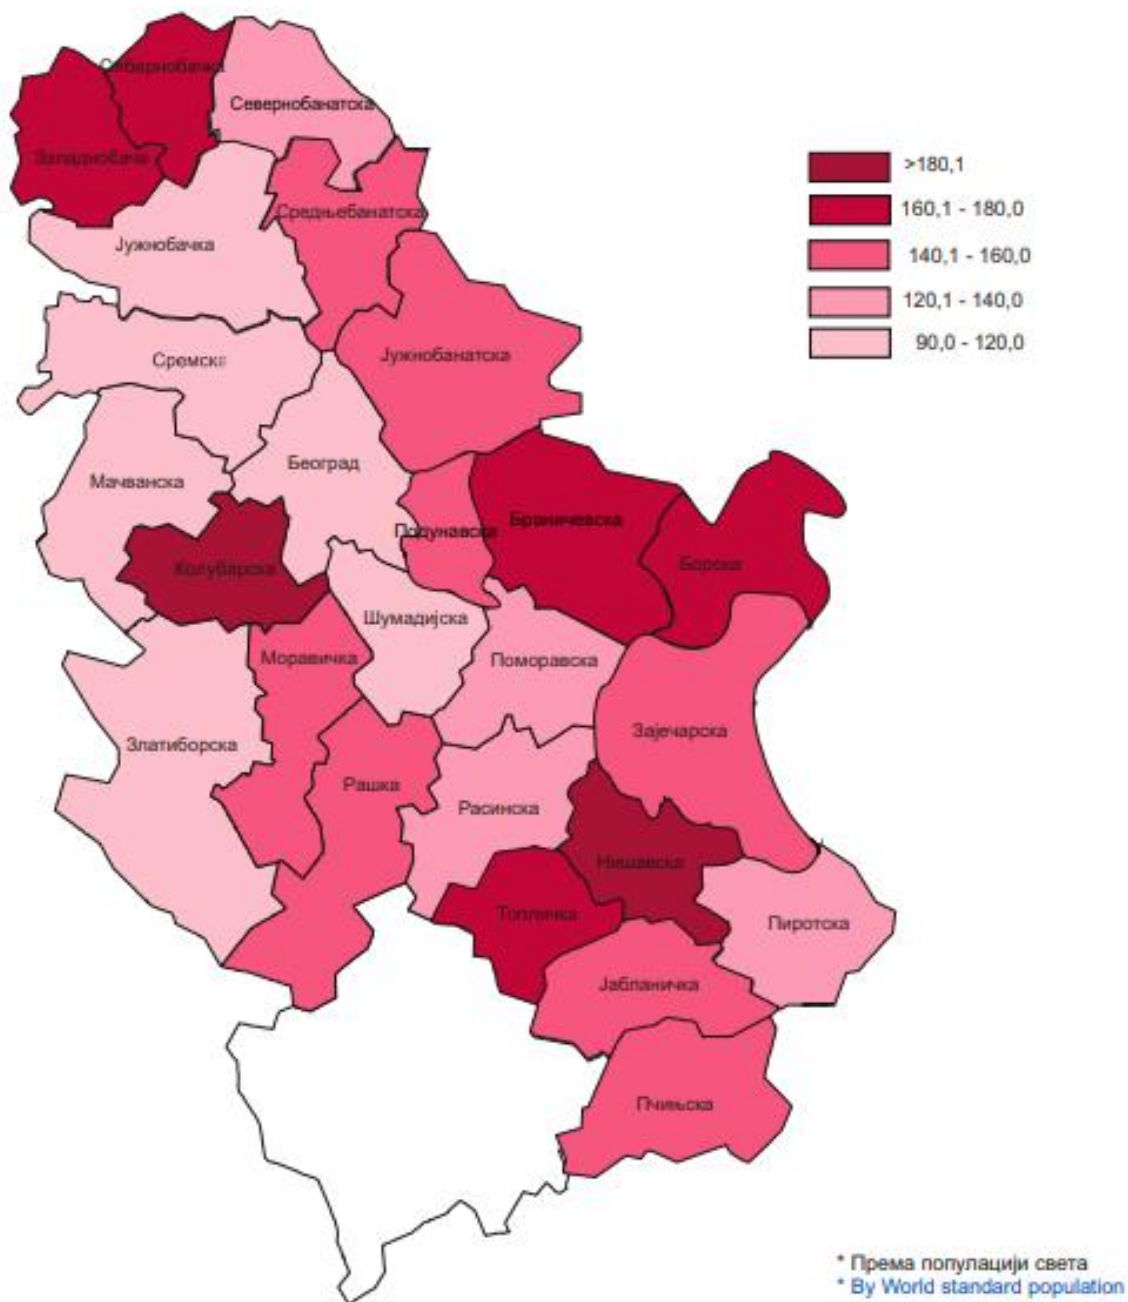 Севернобачка
Севернобанатска
Западнобача
Средњебанатска
Јужнобачка
Јужнобанатска
Сремска
Београд
Мачванска
Подунавска
Браничевска
Борска
Колубарска
Шумадијска
Моравичка
Поморавска
Златиборска
Зајечарска
Рашка
Расинска
Нишавска
Топличка
Пиротска
Јабланичка
Пчињска
>180,1
160,1 - 180,0
140,1 - 160,0
120,1 - 140,0
90,0 - 120,0
* Према популацији света
* By World standard population